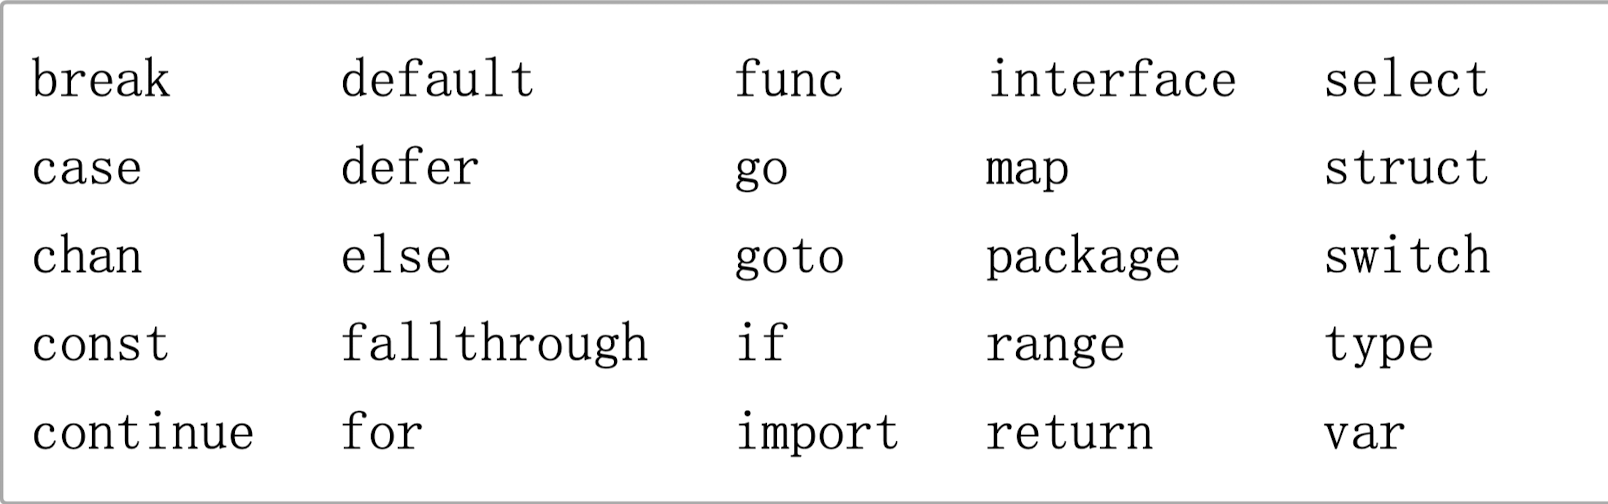 break default func interface select
case defer go map struct
chan else goto package switch
const fallthrough if range type
continue for import return var